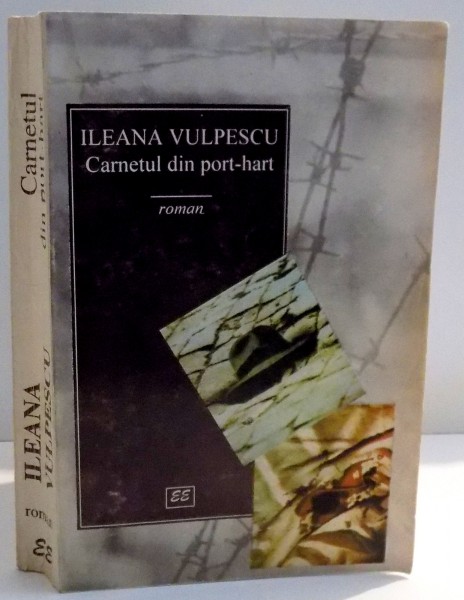 ILEANA VULPESCU
Carnetul din port-hart
roman
EE
ILEANA
VULPESCU
Carnetul
din port-hart
roman
EE